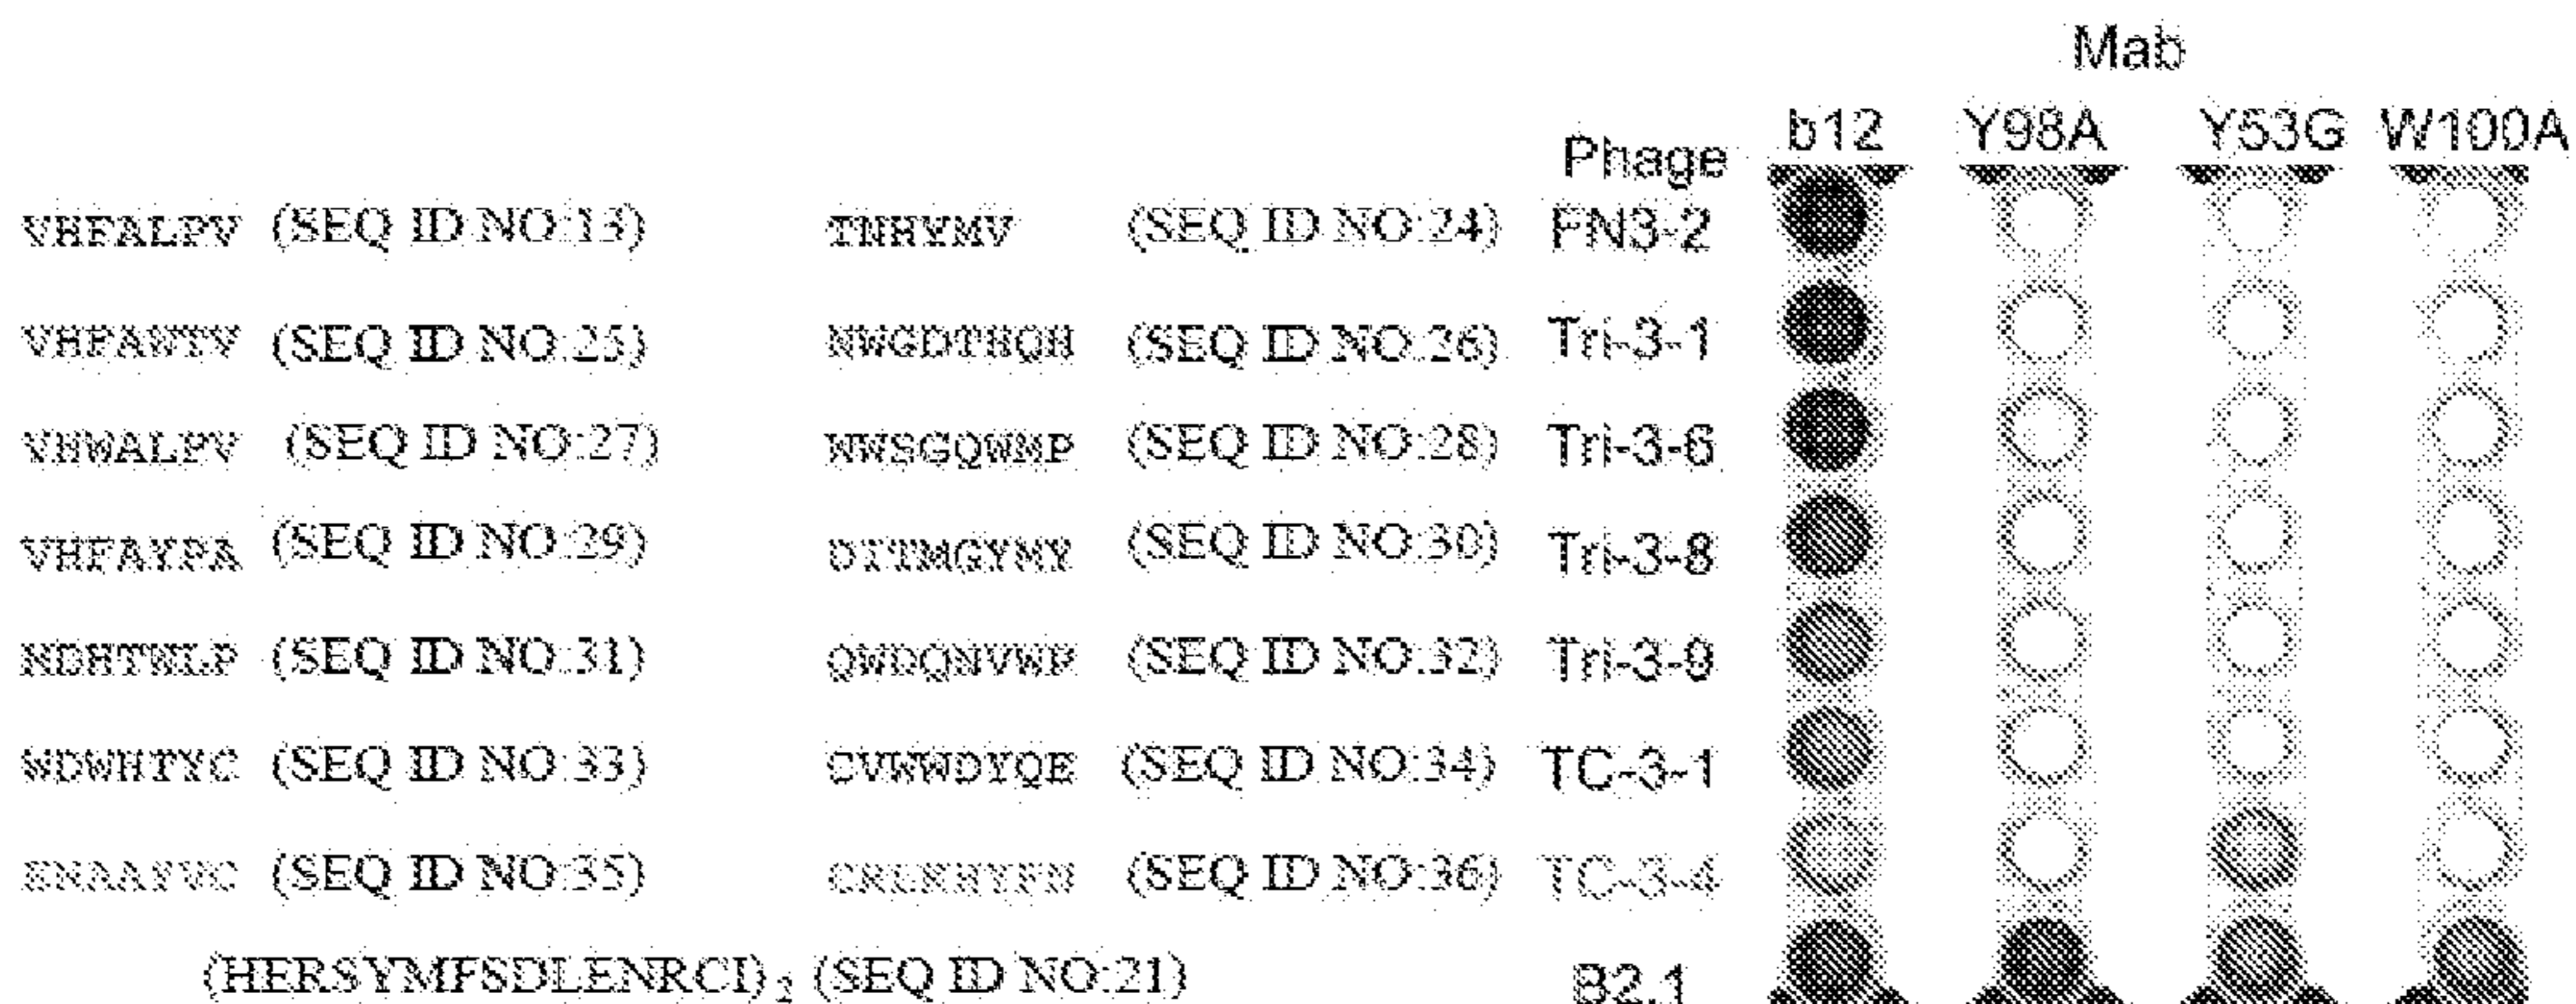 Mab
Phage b12 Y98A Y53G W100A
VHFALPV (SEQ ID NO:13) TNHYMV (SEQ ID NO:24) FN3-2
VHFAWTV (SEQ ID NO:25) NWGDTHQH (SEQ ID NO:26) Tri-3-1
VHWALPV (SEQ ID NO:27) (SEQ ID NO:28) Tri-3-6
VHFAYPA (SEQ ID NO:29) DTTMGYMY (SEQ ID NO:30) Tri-3-8
(SEQ ID NO:31) QWDQNVWP (SEQ ID NO:32) Tri-3-9
WDWHTYC (SEQ ID NO:33) (SEQ ID NO:34) TC-3-1
(SEQ ID NO:35) (SEQ ID NO:36) TC-3-4
(HERSYMFSDLENRCI)2 (SEQ ID NO:21) B2.1